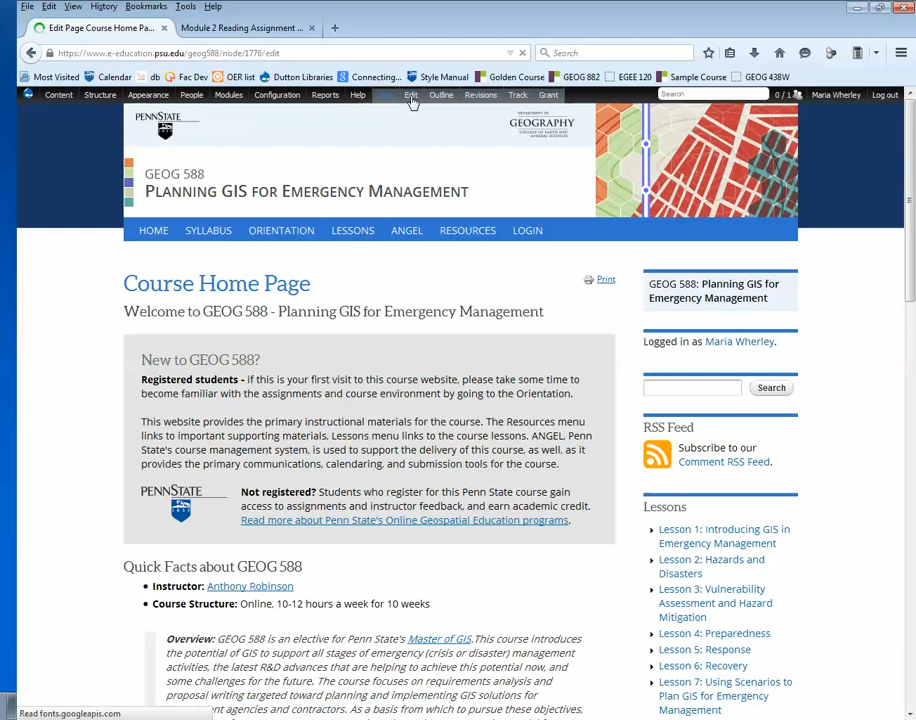 File Edit View History Bookmarks Tools Help
Edit Page Course Home Pa... × Module 2 Reading Assignment ... × +
https://www.e-education.psu.edu/geog588/node/1776/edit Search
Most Visited Calendar db Fac Dev OER list Dutton Libraries Connecting... Style Manual Golden Course GEOG 882 EGEE 120 Sample Course GEOG 438W
Content Structure Appearance People Modules Configuration Reports Help Edit Outline Revisions Track Grant Search 0 / 1 Maria Wherley Log out
PENNSTATE
DEPARTMENT OF
GEOGRAPHY
COLLEGE OF EARTH AND
MINERAL SCIENCES
GEOG 588
PLANNING GIS FOR EMERGENCY MANAGEMENT
HOME SYLLABUS ORIENTATION LESSONS ANGEL RESOURCES LOGIN
Course Home Page
Print
Welcome to GEOG 588 - Planning GIS for Emergency Management
New to GEOG 588?
Registered students - if this is your first visit to this course website, please take some time to
become familiar with the assignments and course environment by going to the Orientation.
This website provides the primary instructional materials for the course. The Resources menu
links to important supporting materials, Lessons menu links to the course lessons. ANGEL, Penn
State's course management system, is used to support the delivery of this course, as well, as it
provides the primary communications, calendaring, and submission tools for the course.
PENNSTATE
1855
Not registered? Students who register for this Penn State course gain
access to assignments and instructor feedback, and earn academic credit.
Read more about Penn State's Online Geospatial Education programs.
Quick Facts about GEOG 588
• Instructor: Anthony Robinson
• Course Structure: Online. 10-12 hours a week for 10 weeks
Overview: GEOG 588 is an elective for Penn State's Master of GIS.This course introduces
the potential of GIS to support all stages of emergency (crisis or disaster) management
activities, the latest R&D advances that are helping to achieve this potential now, and
some challenges for the future. The course focuses on requirements analysis and
proposal writing targeted toward planning and implementing GIS solutions for
agencies and contractors. As a basis from which to pursue these objectives,
GEOG 588: Planning GIS for
Emergency Management
Logged in as Maria Wherley.
Search
RSS Feed
Subscribe to our
Comment RSS Feed.
Lessons
Lesson 1: Introducing GIS in
Emergency Management
Lesson 2: Hazards and
Disasters
Lesson 3: Vulnerability
Assessment and Hazard
Mitigation
Lesson 4: Preparedness
Lesson 5: Response
Lesson 6: Recovery
Lesson 7: Using Scenarios to
Plan GIS for Emergency
Management
Read fonts.googleapis.com